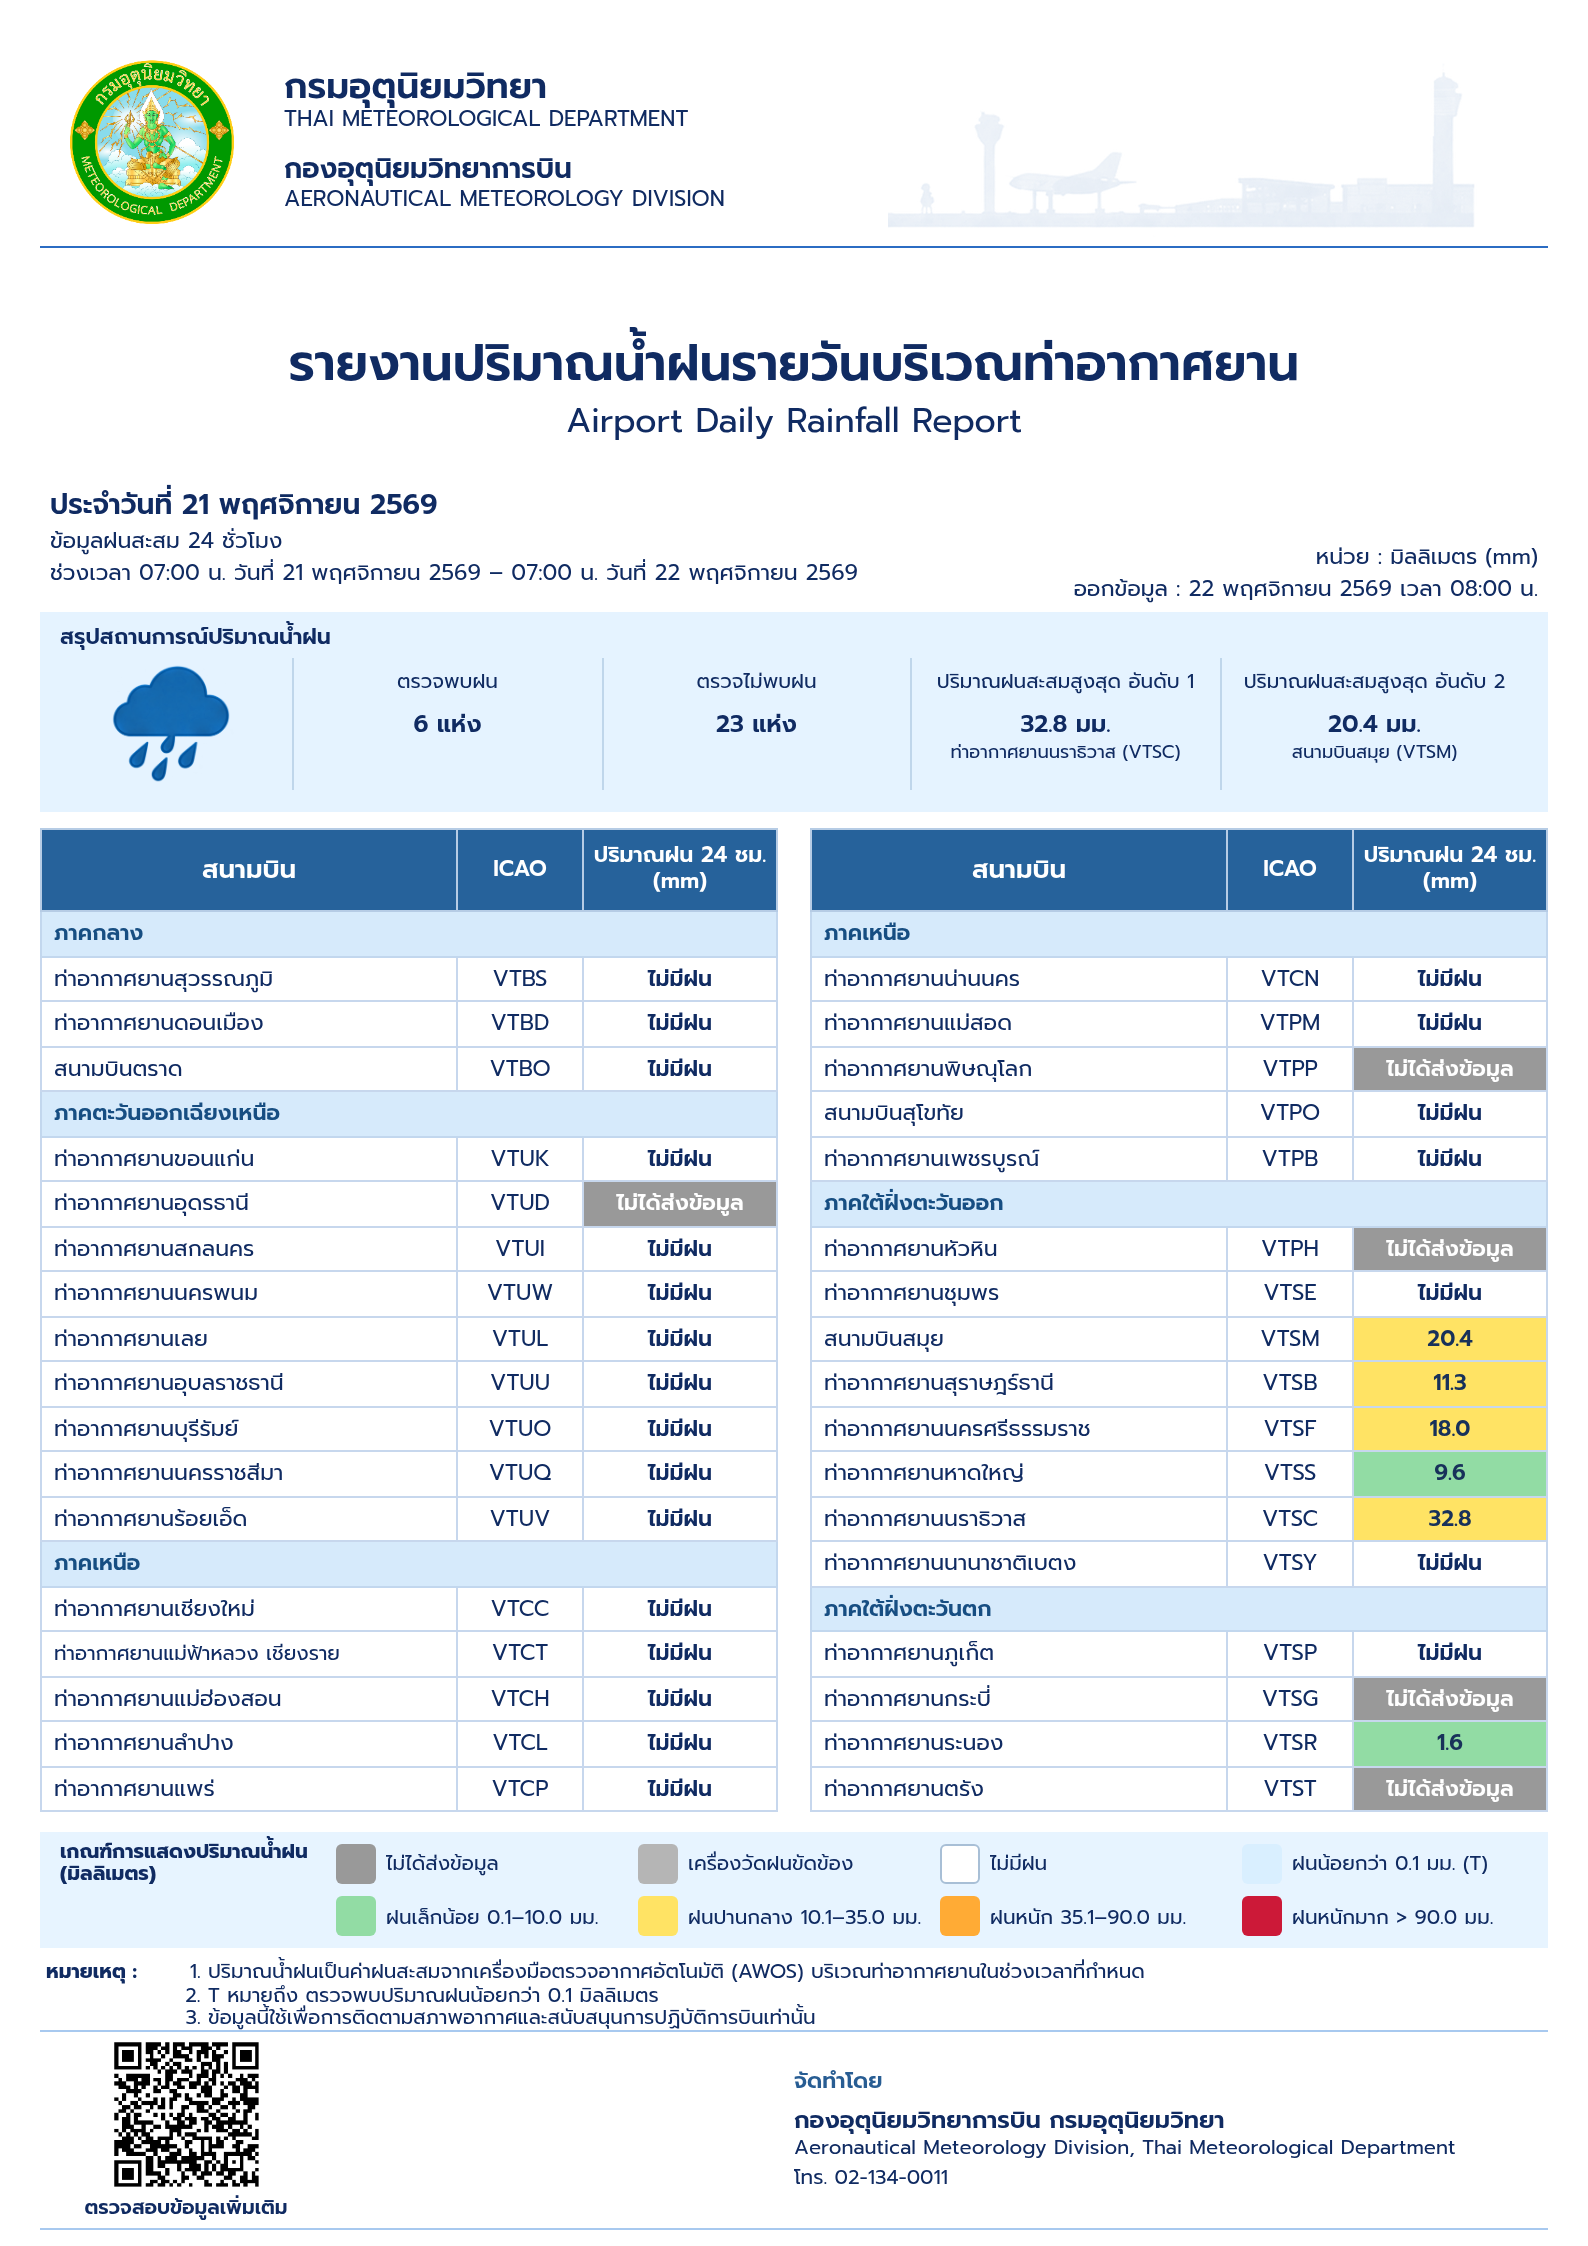 กรมอุตุนิยมวิทยา
METEOROLOGICAL DEPARTMENT
กรมอุตุนิยมวิทยา
THAI METEOROLOGICAL DEPARTMENT
กองอุตุนิยมวิทยาการบิน
AERONAUTICAL METEOROLOGY DIVISION
รายงานปริมาณน้ำฝนรายวันบริเวณท่าอากาศยาน
Airport Daily Rainfall Report
ประจำวันที่ 21 พฤศจิกายน 2569
ข้อมูลฝนสะสม 24 ชั่วโมง
ช่วงเวลา 07:00 น. วันที่ 21 พฤศจิกายน 2569 – 07:00 น. วันที่ 22 พฤศจิกายน 2569
หน่วย : มิลลิเมตร (mm)
ออกข้อมูล : 22 พฤศจิกายน 2569 เวลา 08:00 น.
สรุปสถานการณ์ปริมาณน้ำฝน
ตรวจพบฝน
6 แห่ง
ตรวจไม่พบฝน
23 แห่ง
ปริมาณฝนสะสมสูงสุด อันดับ 1
32.8 มม.
ท่าอากาศยานนราธิวาส (VTSC)
ปริมาณฝนสะสมสูงสุด อันดับ 2
20.4 มม.
สนามบินสมุย (VTSM)
สนามบิน ICAO ปริมาณฝน 24 ชม. (mm)
ภาคกลาง
ท่าอากาศยานสุวรรณภูมิ VTBS ไม่มีฝน
ท่าอากาศยานดอนเมือง VTBD ไม่มีฝน
สนามบินตราด VTBO ไม่มีฝน
ภาคตะวันออกเฉียงเหนือ
ท่าอากาศยานขอนแก่น VTUK ไม่มีฝน
ท่าอากาศยานอุดรธานี VTUD ไม่ได้ส่งข้อมูล
ท่าอากาศยานสกลนคร VTUI ไม่มีฝน
ท่าอากาศยานนครพนม VTUW ไม่มีฝน
ท่าอากาศยานเลย VTUL ไม่มีฝน
ท่าอากาศยานอุบลราชธานี VTUU ไม่มีฝน
ท่าอากาศยานบุรีรัมย์ VTUO ไม่มีฝน
ท่าอากาศยานนครราชสีมา VTUQ ไม่มีฝน
ท่าอากาศยานร้อยเอ็ด VTUV ไม่มีฝน
ภาคเหนือ
ท่าอากาศยานเชียงใหม่ VTCC ไม่มีฝน
ท่าอากาศยานแม่ฟ้าหลวง เชียงราย VTCT ไม่มีฝน
ท่าอากาศยานแม่ฮ่องสอน VTCH ไม่มีฝน
ท่าอากาศยานลำปาง VTCL ไม่มีฝน
ท่าอากาศยานแพร่ VTCP ไม่มีฝน
สนามบิน ICAO ปริมาณฝน 24 ชม. (mm)
ภาคเหนือ
ท่าอากาศยานน่านนคร VTCN ไม่มีฝน
ท่าอากาศยานแม่สอด VTPM ไม่มีฝน
ท่าอากาศยานพิษณุโลก VTPP ไม่ได้ส่งข้อมูล
สนามบินสุโขทัย VTPO ไม่มีฝน
ท่าอากาศยานเพชรบูรณ์ VTPB ไม่มีฝน
ภาคใต้ฝั่งตะวันออก
ท่าอากาศยานหัวหิน VTPH ไม่ได้ส่งข้อมูล
ท่าอากาศยานชุมพร VTSE ไม่มีฝน
สนามบินสมุย VTSM 20.4
ท่าอากาศยานสุราษฎร์ธานี VTSB 11.3
ท่าอากาศยานนครศรีธรรมราช VTSF 18.0
ท่าอากาศยานหาดใหญ่ VTSS 9.6
ท่าอากาศยานนราธิวาส VTSC 32.8
ท่าอากาศยานนานาชาติเบตง VTSY ไม่มีฝน
ภาคใต้ฝั่งตะวันตก
ท่าอากาศยานภูเก็ต VTSP ไม่มีฝน
ท่าอากาศยานกระบี่ VTSG ไม่ได้ส่งข้อมูล
ท่าอากาศยานระนอง VTSR 1.6
ท่าอากาศยานตรัง VTST ไม่ได้ส่งข้อมูล
เกณฑ์การแสดงปริมาณน้ำฝน
(มิลลิเมตร)
ไม่ได้ส่งข้อมูล เครื่องวัดฝนขัดข้อง ไม่มีฝน ฝนน้อยกว่า 0.1 มม. (T)
ฝนเล็กน้อย 0.1–10.0 มม. ฝนปานกลาง 10.1–35.0 มม. ฝนหนัก 35.1–90.0 มม. ฝนหนักมาก > 90.0 มม.
หมายเหตุ : 1. ปริมาณน้ำฝนเป็นค่าฝนสะสมจากเครื่องมือตรวจอากาศอัตโนมัติ (AWOS) บริเวณท่าอากาศยานในช่วงเวลาที่กำหนด
2. T หมายถึง ตรวจพบปริมาณฝนน้อยกว่า 0.1 มิลลิเมตร
3. ข้อมูลนี้ใช้เพื่อการติดตามสภาพอากาศและสนับสนุนการปฏิบัติการบินเท่านั้น
ตรวจสอบข้อมูลเพิ่มเติม
จัดทำโดย
กองอุตุนิยมวิทยาการบิน กรมอุตุนิยมวิทยา
Aeronautical Meteorology Division, Thai Meteorological Department
โทร. 02-134-0011